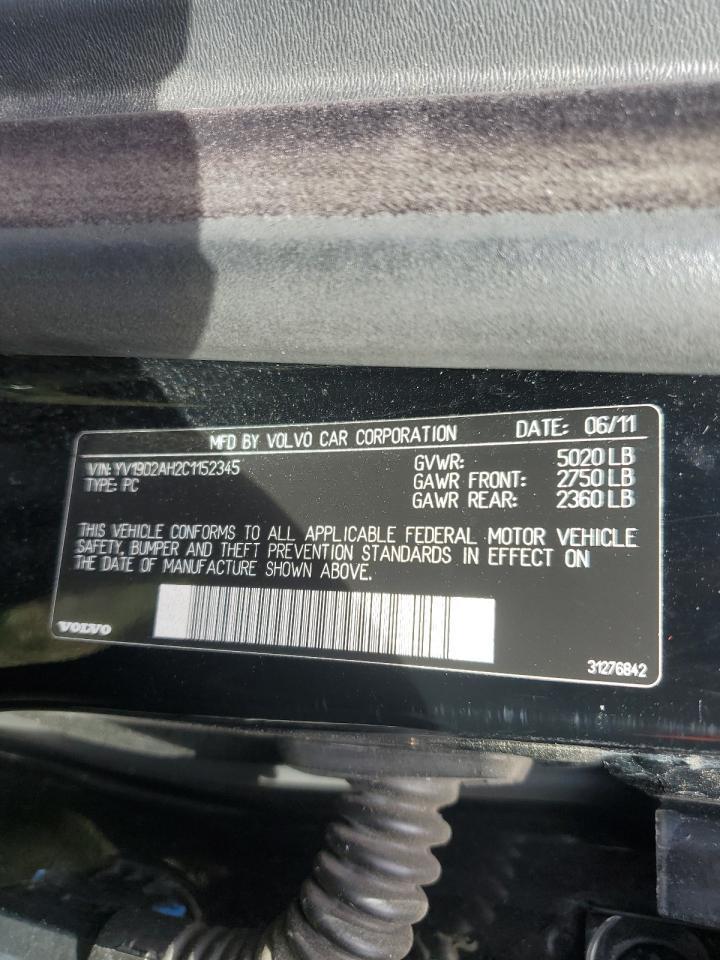 MFD BY VOLVO CAR CORPORATION DATE: 06/11
VIN: YV1902AH2C1152345 GVWR: 5020 LB
TYPE: PC GAWR FRONT: 2750 LB
GAWR REAR: 2360 LB
THIS VEHICLE CONFORMS TO ALL APPLICABLE FEDERAL MOTOR VEHICLE
SAFETY, BUMPER AND THEFT PREVENTION STANDARDS IN EFFECT ON
THE DATE OF MANUFACTURE SHOWN ABOVE.
VOLVO
31276842